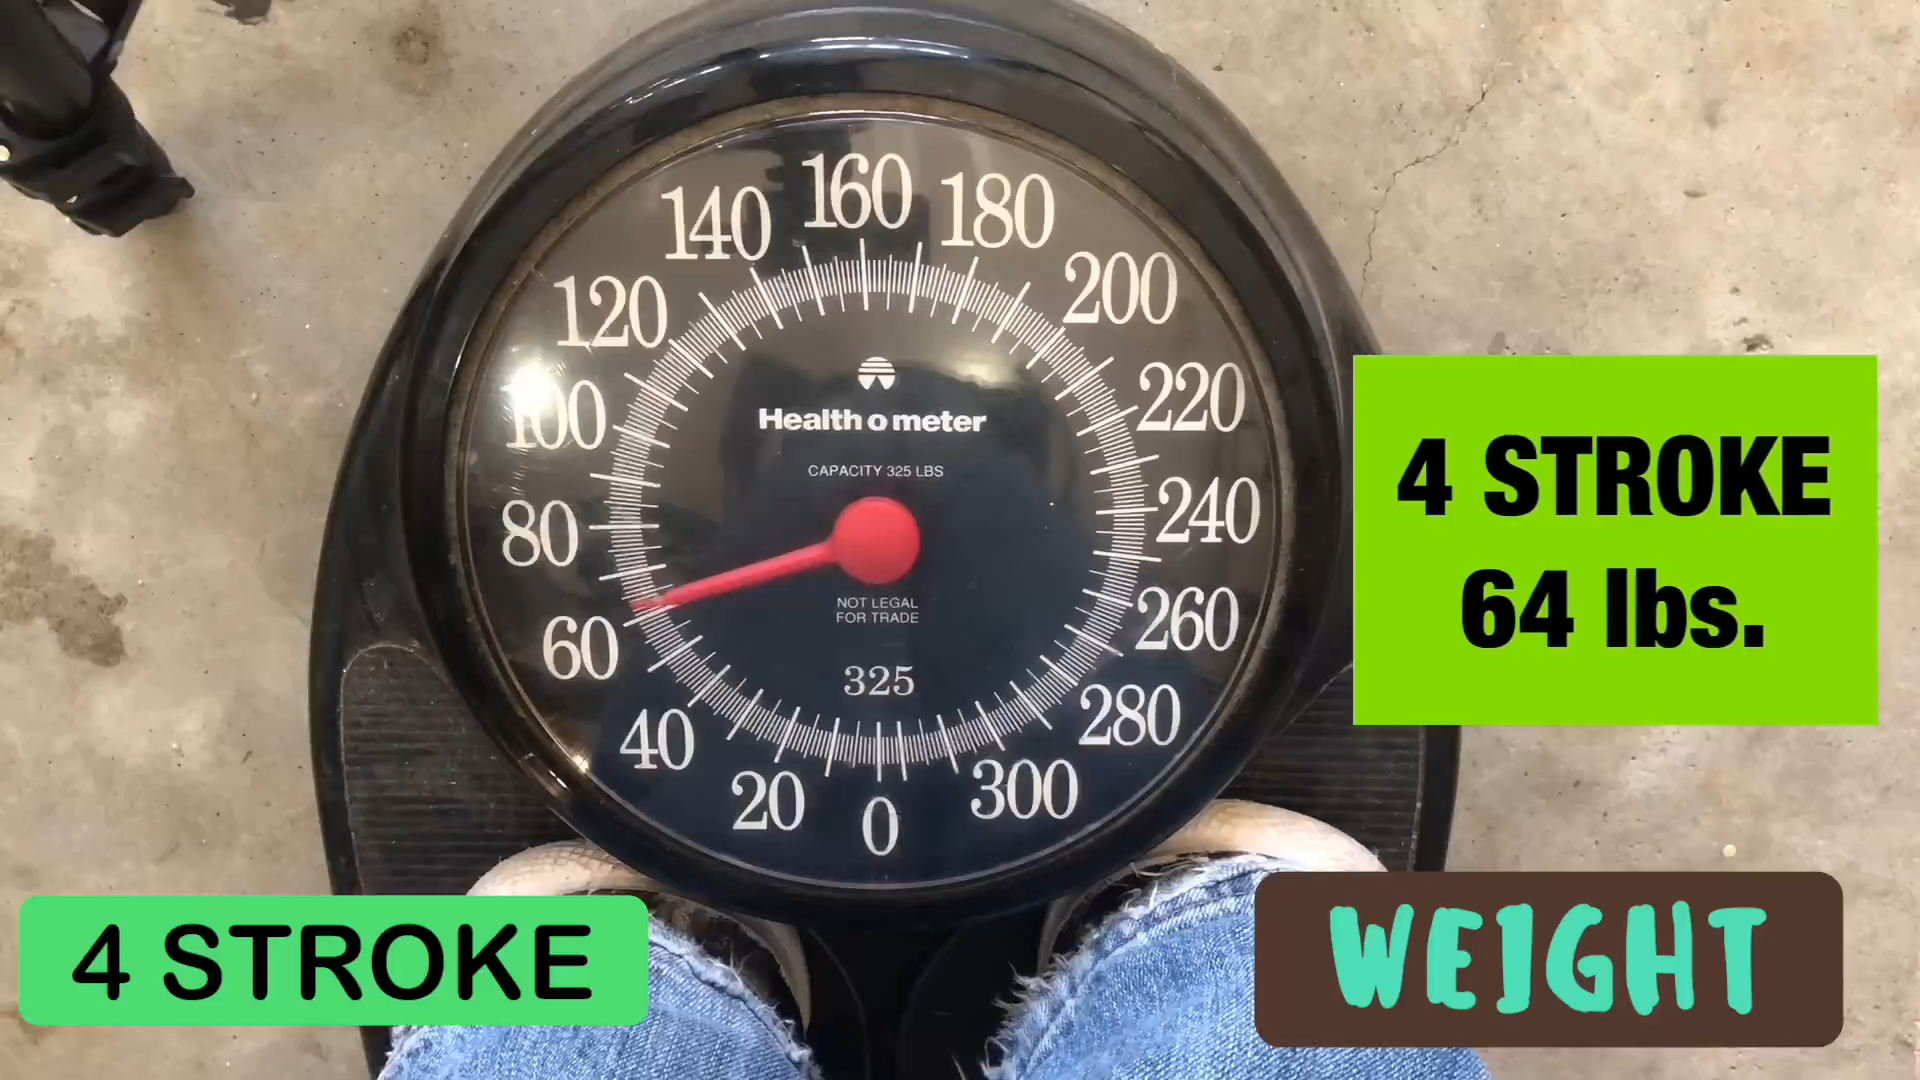 160
140
180
200
120
220
100
Health o meter
CAPACITY 325 LBS
4 STROKE
80
240
64 lbs.
NOT LEGAL
FOR TRADE
60
260
325
40
280
20
300
0
4 STROKE
WEIGHT